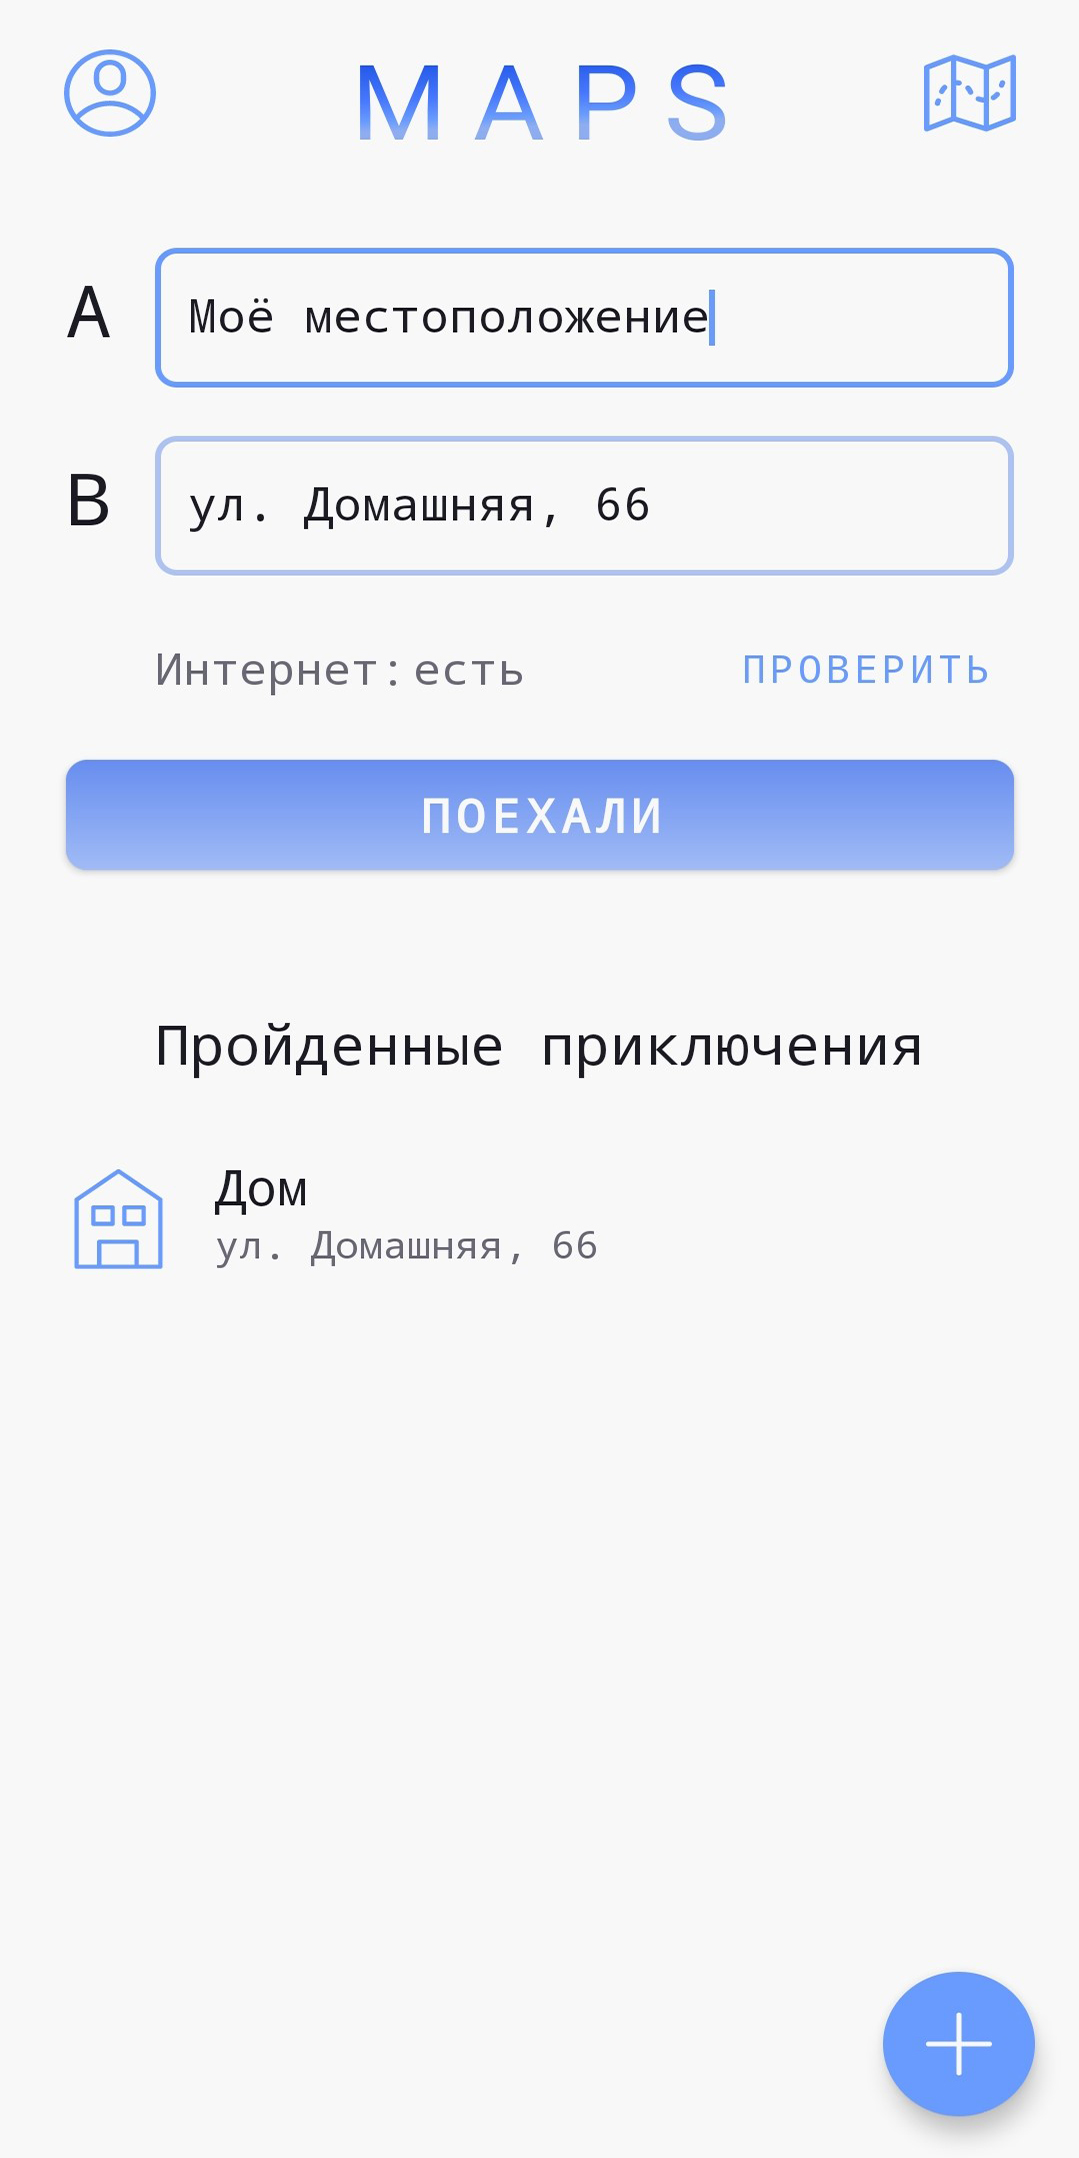 MAPS
A
Моё местоположение
B
ул. Домашняя, 66
Интернет: есть
ПРОВЕРИТЬ
ПОЕХАЛИ
Пройденные приключения
Дом
ул. Домашняя, 66